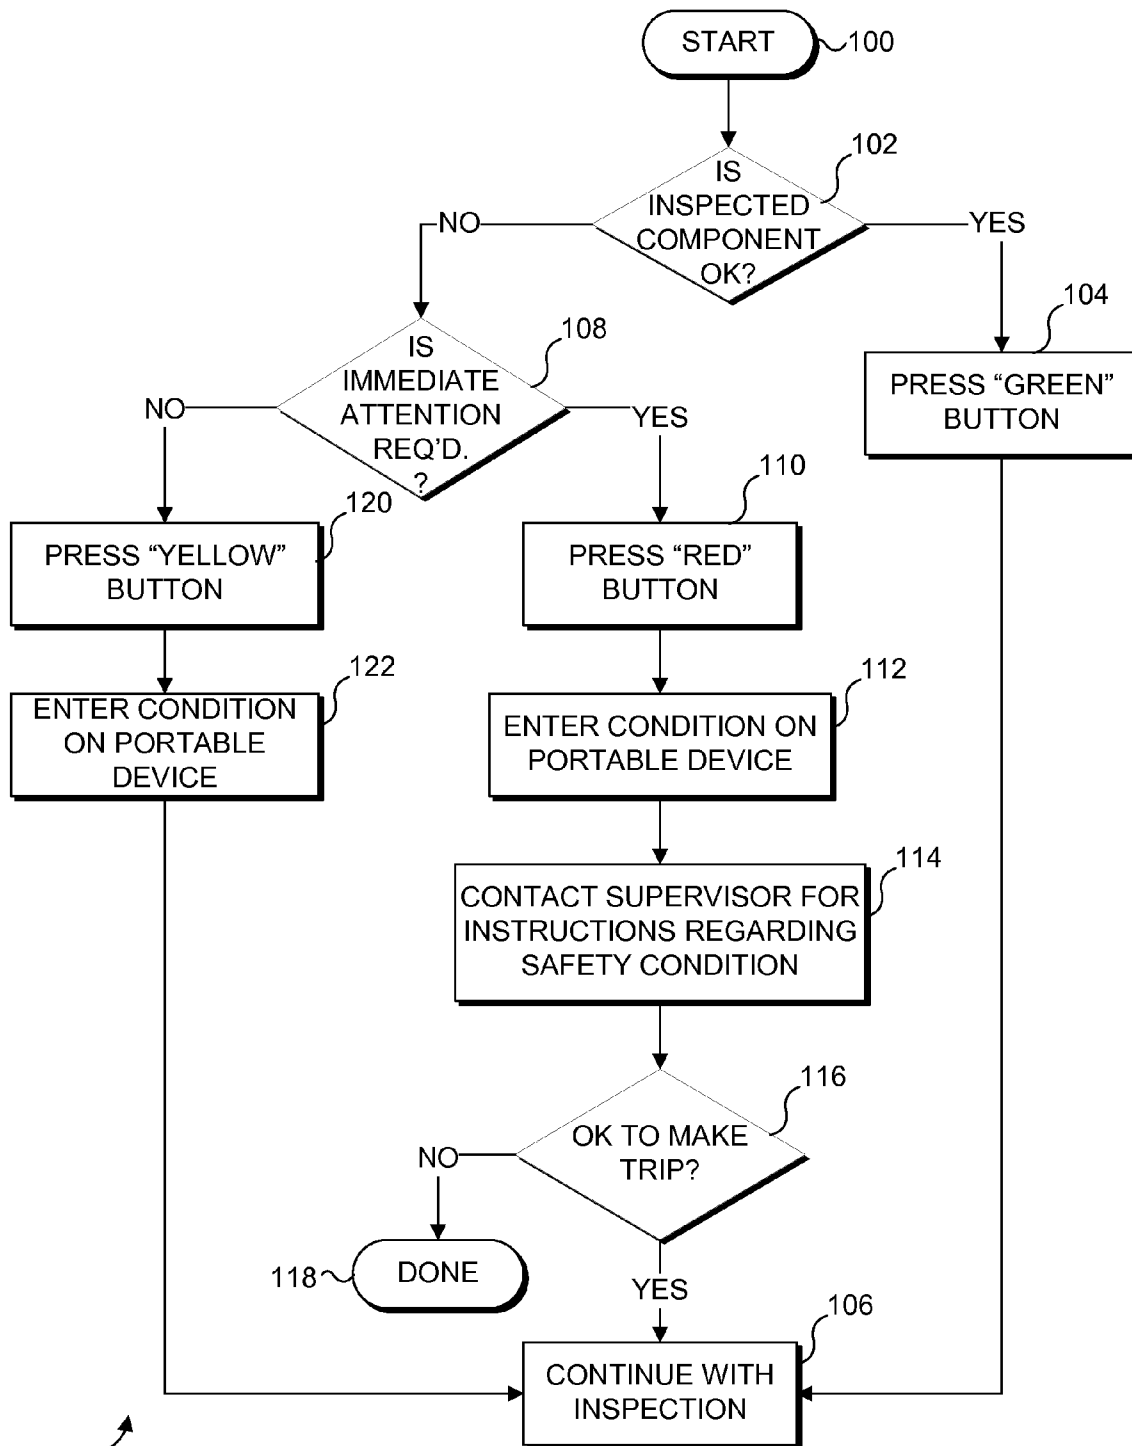 START
100
102
IS
INSPECTED
COMPONENT
OK?
NO
YES
104
PRESS “GREEN”
BUTTON
108
IS
IMMEDIATE
ATTENTION
REQ’D.
?
NO
YES
120
PRESS “YELLOW”
BUTTON
110
PRESS “RED”
BUTTON
122
ENTER CONDITION
ON PORTABLE
DEVICE
112
ENTER CONDITION ON
PORTABLE DEVICE
114
CONTACT SUPERVISOR FOR
INSTRUCTIONS REGARDING
SAFETY CONDITION
116
OK TO MAKE
TRIP?
NO
118
DONE
YES
106
CONTINUE WITH
INSPECTION